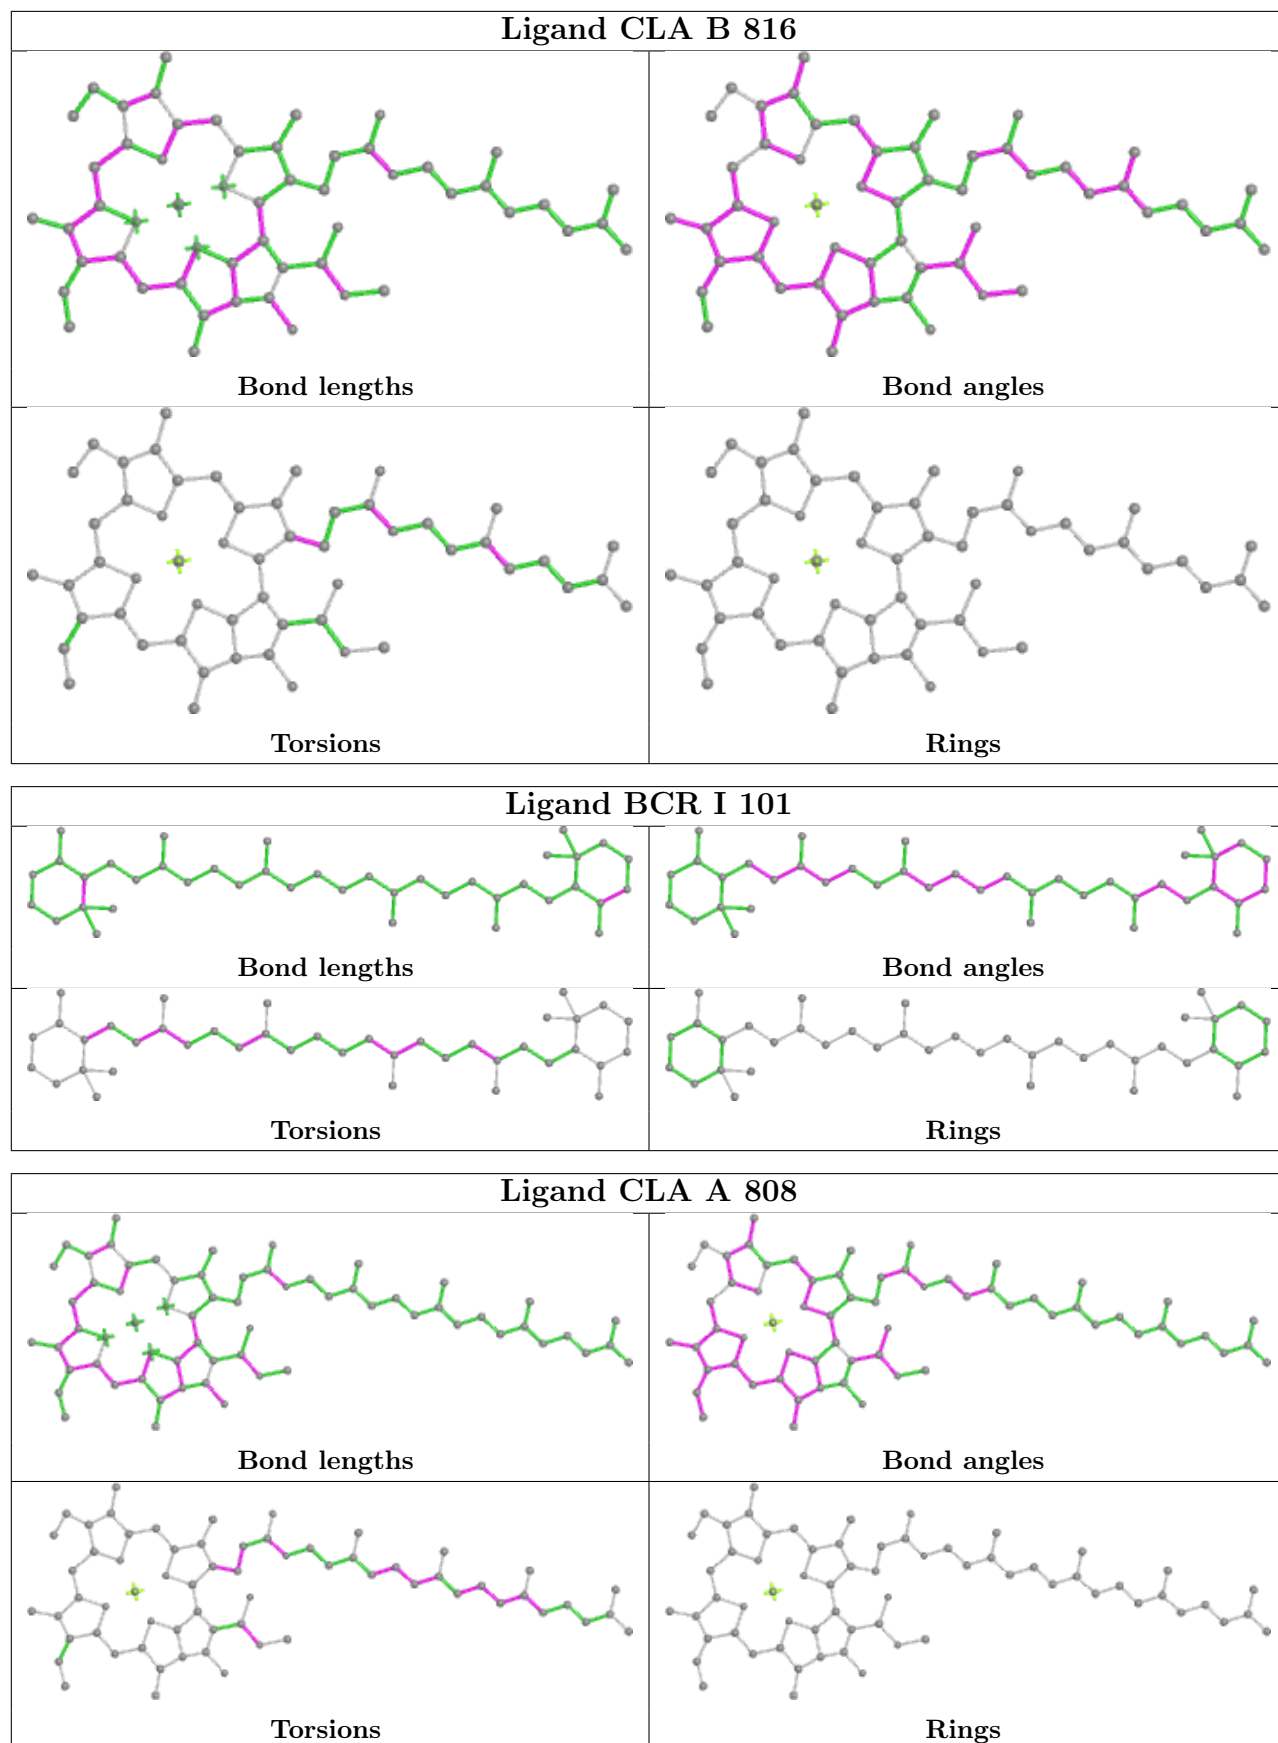 Ligand CLA B 816
Bond lengths
Bond angles
Torsions
Rings
Ligand BCR I 101
Bond lengths
Bond angles
Torsions
Rings
Ligand CLA A 808
Bond lengths
Bond angles
Torsions
Rings